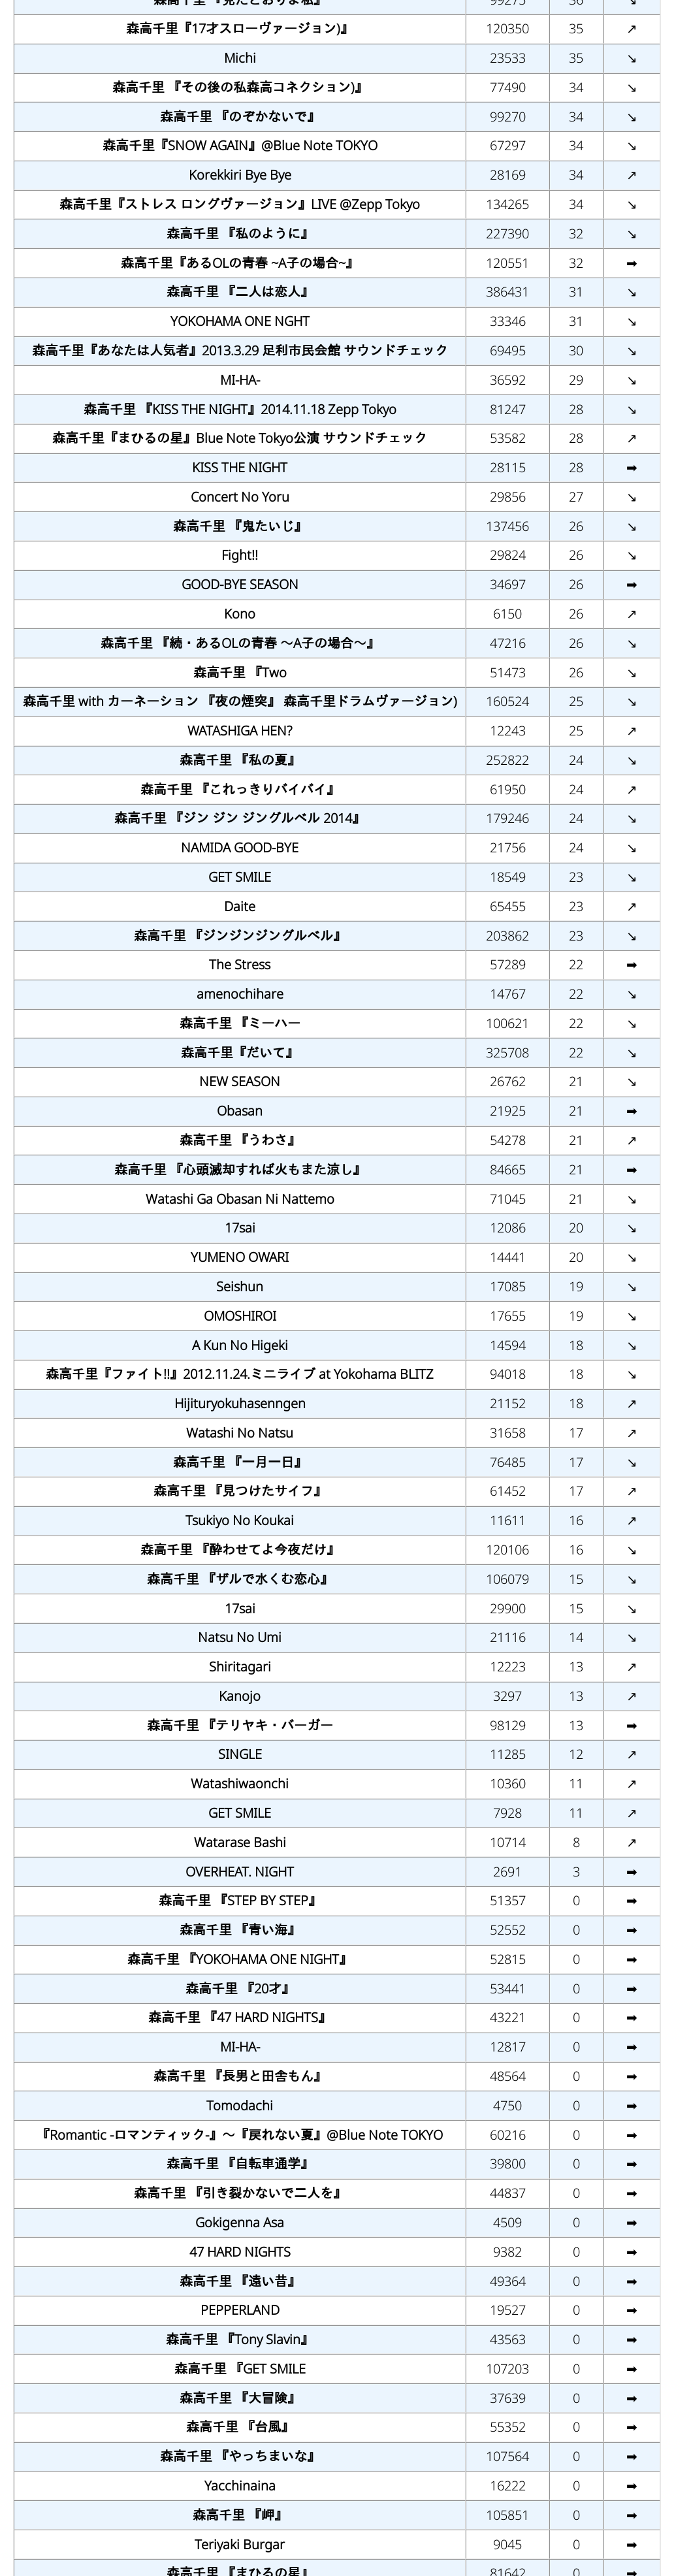 森高千里『17才スローヴァージョン)』 120350 35 ↗
Michi 23533 35 ↘
森高千里 『その後の私森高コネクション)』 77490 34 ↘
森高千里 『のぞかないで』 99270 34 ↘
森高千里『SNOW AGAIN』@Blue Note TOKYO 67297 34 ↘
Korekkiri Bye Bye 28169 34 ↗
森高千里『ストレス ロングヴァージョン』LIVE @Zepp Tokyo 134265 34 ↘
森高千里 『私のように』 227390 32 ↘
森高千里『あるOLの青春 ~A子の場合~』 120551 32 ➡
森高千里 『二人は恋人』 386431 31 ↘
YOKOHAMA ONE NGHT 33346 31 ↘
森高千里『あなたは人気者』2013.3.29 足利市民会館 サウンドチェック 69495 30 ↘
MI-HA- 36592 29 ↘
森高千里 『KISS THE NIGHT』2014.11.18 Zepp Tokyo 81247 28 ↘
森高千里『まひるの星』Blue Note Tokyo公演 サウンドチェック 53582 28 ↗
KISS THE NIGHT 28115 28 ➡
Concert No Yoru 29856 27 ↘
森高千里 『鬼たいじ』 137456 26 ↘
Fight!! 29824 26 ↘
GOOD-BYE SEASON 34697 26 ➡
Kono 6150 26 ↗
森高千里 『続・あるOLの青春 〜A子の場合〜』 47216 26 ↘
森高千里 『Two 51473 26 ↘
森高千里 with カーネーション 『夜の煙突』 森高千里ドラムヴァージョン) 160524 25 ↘
WATASHIGA HEN? 12243 25 ↗
森高千里 『私の夏』 252822 24 ↘
森高千里 『これっきりバイバイ』 61950 24 ↗
森高千里 『ジン ジン ジングルベル 2014』 179246 24 ↘
NAMIDA GOOD-BYE 21756 24 ↘
GET SMILE 18549 23 ↘
Daite 65455 23 ↗
森高千里 『ジンジンジングルベル』 203862 23 ↘
The Stress 57289 22 ➡
amenochihare 14767 22 ↘
森高千里 『ミーハー 100621 22 ↘
森高千里『だいて』 325708 22 ↘
NEW SEASON 26762 21 ↘
Obasan 21925 21 ➡
森高千里 『うわさ』 54278 21 ↗
森高千里 『心頭滅却すれば火もまた涼し』 84665 21 ➡
Watashi Ga Obasan Ni Nattemo 71045 21 ↘
17sai 12086 20 ↘
YUMENO OWARI 14441 20 ↘
Seishun 17085 19 ↘
OMOSHIROI 17655 19 ↘
A Kun No Higeki 14594 18 ↘
森高千里『ファイト!!』2012.11.24.ミニライブ at Yokohama BLITZ 94018 18 ↘
Hijituryokuhasenngen 21152 18 ↗
Watashi No Natsu 31658 17 ↗
森高千里 『一月一日』 76485 17 ↘
森高千里 『見つけたサイフ』 61452 17 ↗
Tsukiyo No Koukai 11611 16 ↗
森高千里 『酔わせてよ今夜だけ』 120106 16 ↘
森高千里 『ザルで水くむ恋心』 106079 15 ↘
17sai 29900 15 ↘
Natsu No Umi 21116 14 ↘
Shiritagari 12223 13 ↗
Kanojo 3297 13 ↗
森高千里 『テリヤキ・バーガー 98129 13 ➡
SINGLE 11285 12 ↗
Watashiwaonchi 10360 11 ↗
GET SMILE 7928 11 ↗
Watarase Bashi 10714 8 ↗
OVERHEAT. NIGHT 2691 3 ➡
森高千里 『STEP BY STEP』 51357 0 ➡
森高千里 『青い海』 52552 0 ➡
森高千里 『YOKOHAMA ONE NIGHT』 52815 0 ➡
森高千里 『20才』 53441 0 ➡
森高千里 『47 HARD NIGHTS』 43221 0 ➡
MI-HA- 12817 0 ➡
森高千里 『長男と田舎もん』 48564 0 ➡
Tomodachi 4750 0 ➡
『Romantic -ロマンティック-』〜『戻れない夏』@Blue Note TOKYO 60216 0 ➡
森高千里 『自転車通学』 39800 0 ➡
森高千里 『引き裂かないで二人を』 44837 0 ➡
Gokigenna Asa 4509 0 ➡
47 HARD NIGHTS 9382 0 ➡
森高千里 『遠い昔』 49364 0 ➡
PEPPERLAND 19527 0 ➡
森高千里 『Tony Slavin』 43563 0 ➡
森高千里 『GET SMILE 107203 0 ➡
森高千里 『大冒険』 37639 0 ➡
森高千里 『台風』 55352 0 ➡
森高千里 『やっちまいな』 107564 0 ➡
Yacchinaina 16222 0 ➡
森高千里 『岬』 105851 0 ➡
Teriyaki Burgar 9045 0 ➡
森高千里 『まひるの星』 81642 0 ➡